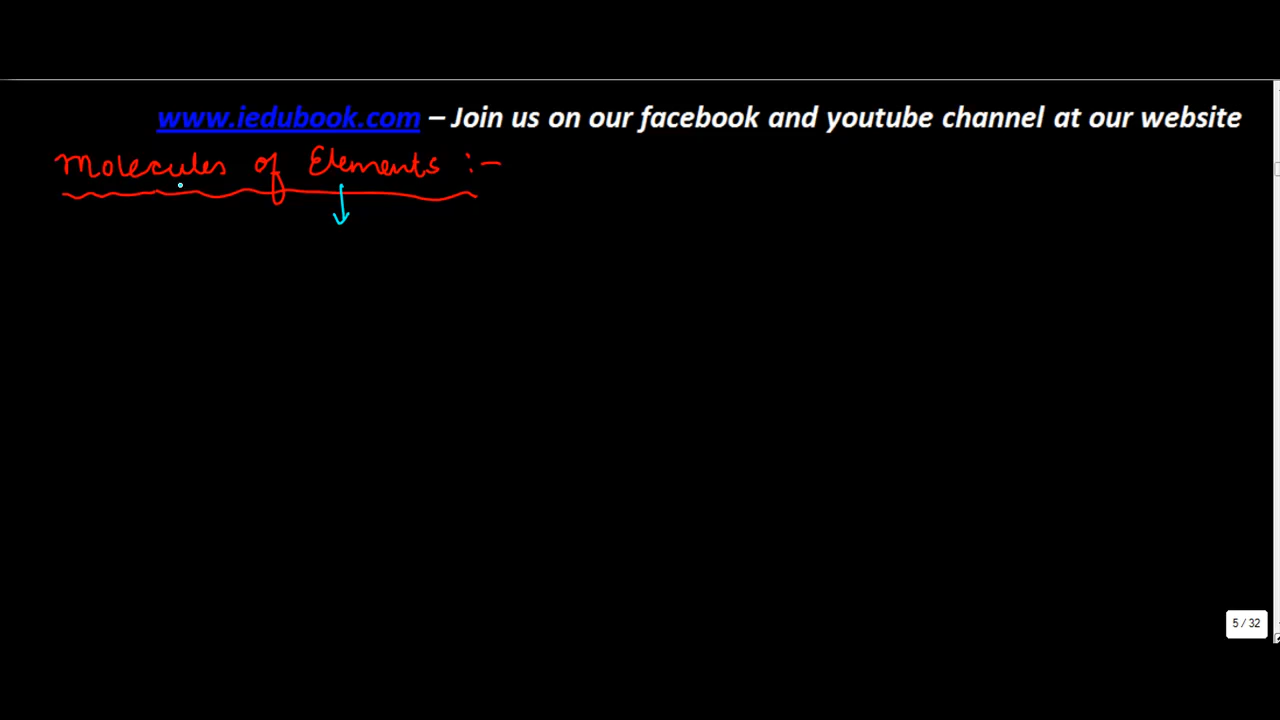 www.iedubook.com – Join us on our facebook and youtube channel at our website
Molecules of Elements :-
5 / 32